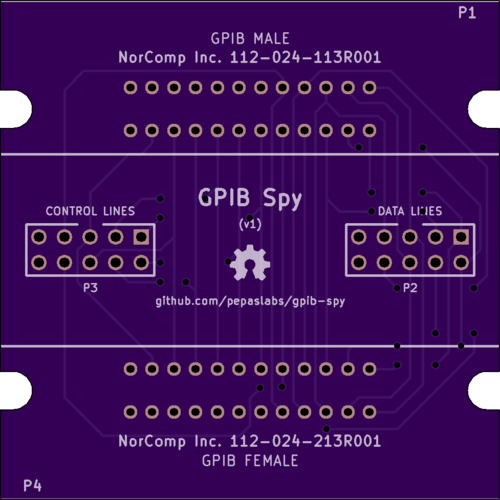 P1
GPIB MALE
NorComp Inc. 112-024-113R001
GPIB Spy
(v1)
CONTROL LINES
DATA LINES
P3
P2
github.com/pepaslabs/gpib-spy
NorComp Inc. 112-024-213R001
GPIB FEMALE
P4